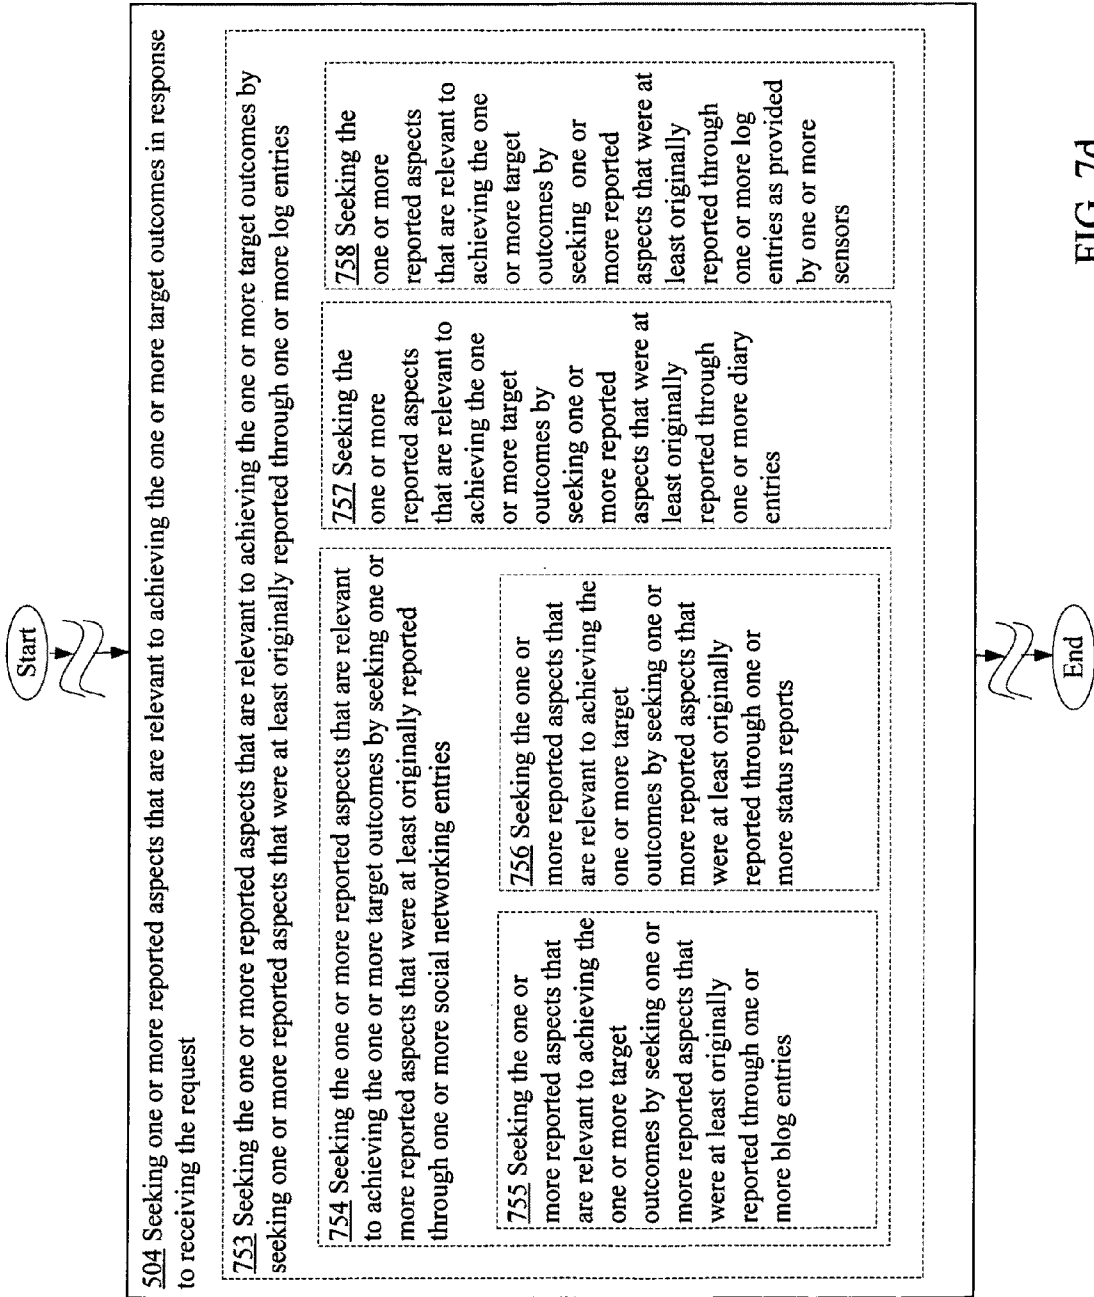 Start
504 Seeking one or more reported aspects that are relevant to achieving the one or more target outcomes in response
to receiving the request
753 Seeking the one or more reported aspects that are relevant to achieving the one or more target outcomes by
seeking one or more reported aspects that were at least originally reported through one or more log entries
754 Seeking the one or more reported aspects that are relevant
to achieving the one or more target outcomes by seeking one or
more reported aspects that were at least originally reported
through one or more social networking entries
755 Seeking the one or
more reported aspects that
are relevant to achieving the
one or more target
outcomes by seeking one or
more reported aspects that
were at least originally
reported through one or
more blog entries
756 Seeking the one or
more reported aspects that
are relevant to achieving the
one or more target
outcomes by seeking one or
more reported aspects that
were at least originally
reported through one or
more status reports
757 Seeking the
one or more
reported aspects
that are relevant to
achieving the one
or more target
outcomes by
seeking one or
more reported
aspects that were at
least originally
reported through
one or more diary
entries
758 Seeking the
one or more
reported aspects
that are relevant to
achieving the one
or more target
outcomes by
seeking one or
more reported
aspects that were at
least originally
reported through
one or more log
entries as provided
by one or more
sensors
End
FIG. 7d